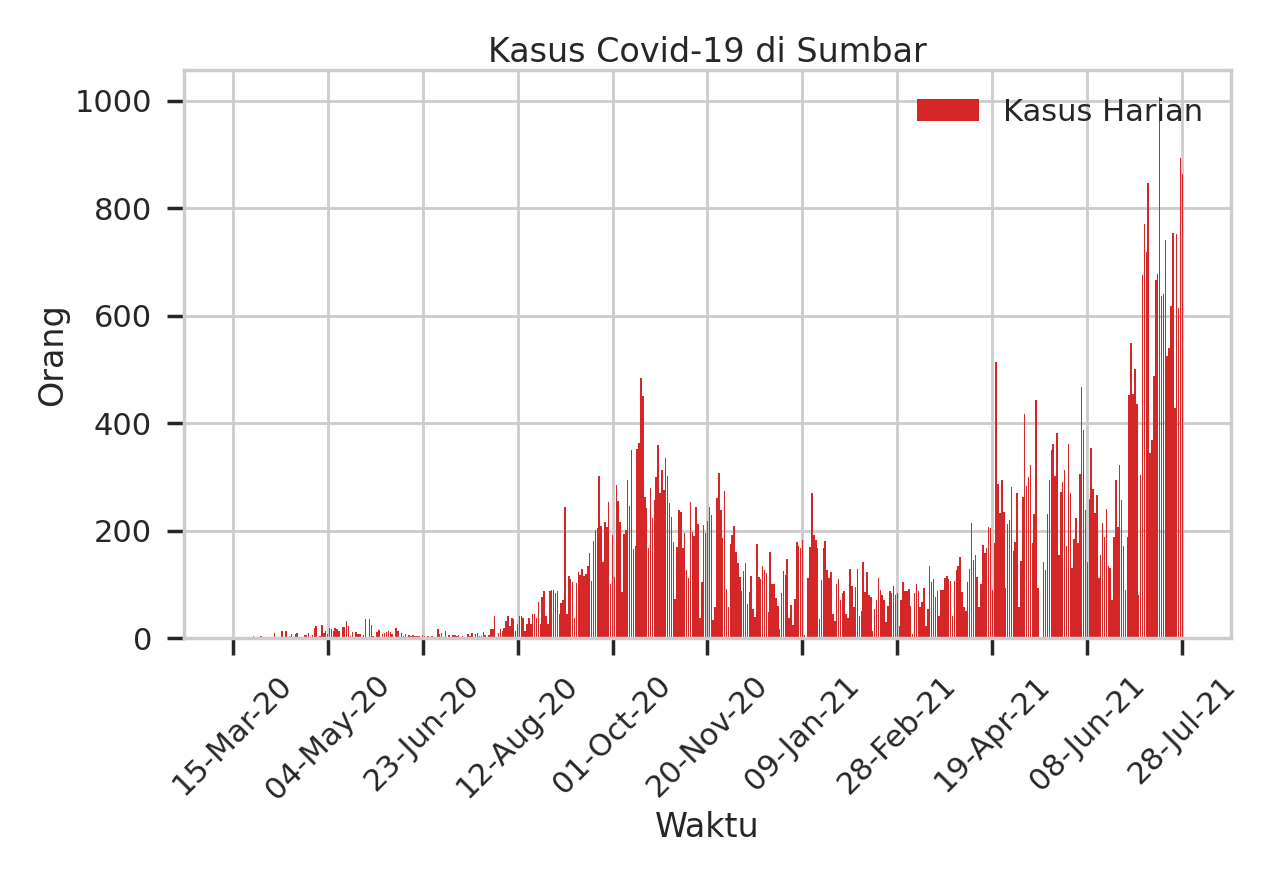 Kasus Covid-19 di Sumbar
Kasus Harian
Orang
1000
800
600
400
200
0
15-Mar-20
04-May-20
23-Jun-20
12-Aug-20
01-Oct-20
20-Nov-20
09-Jan-21
28-Feb-21
19-Apr-21
08-Jun-21
28-Jul-21
Waktu